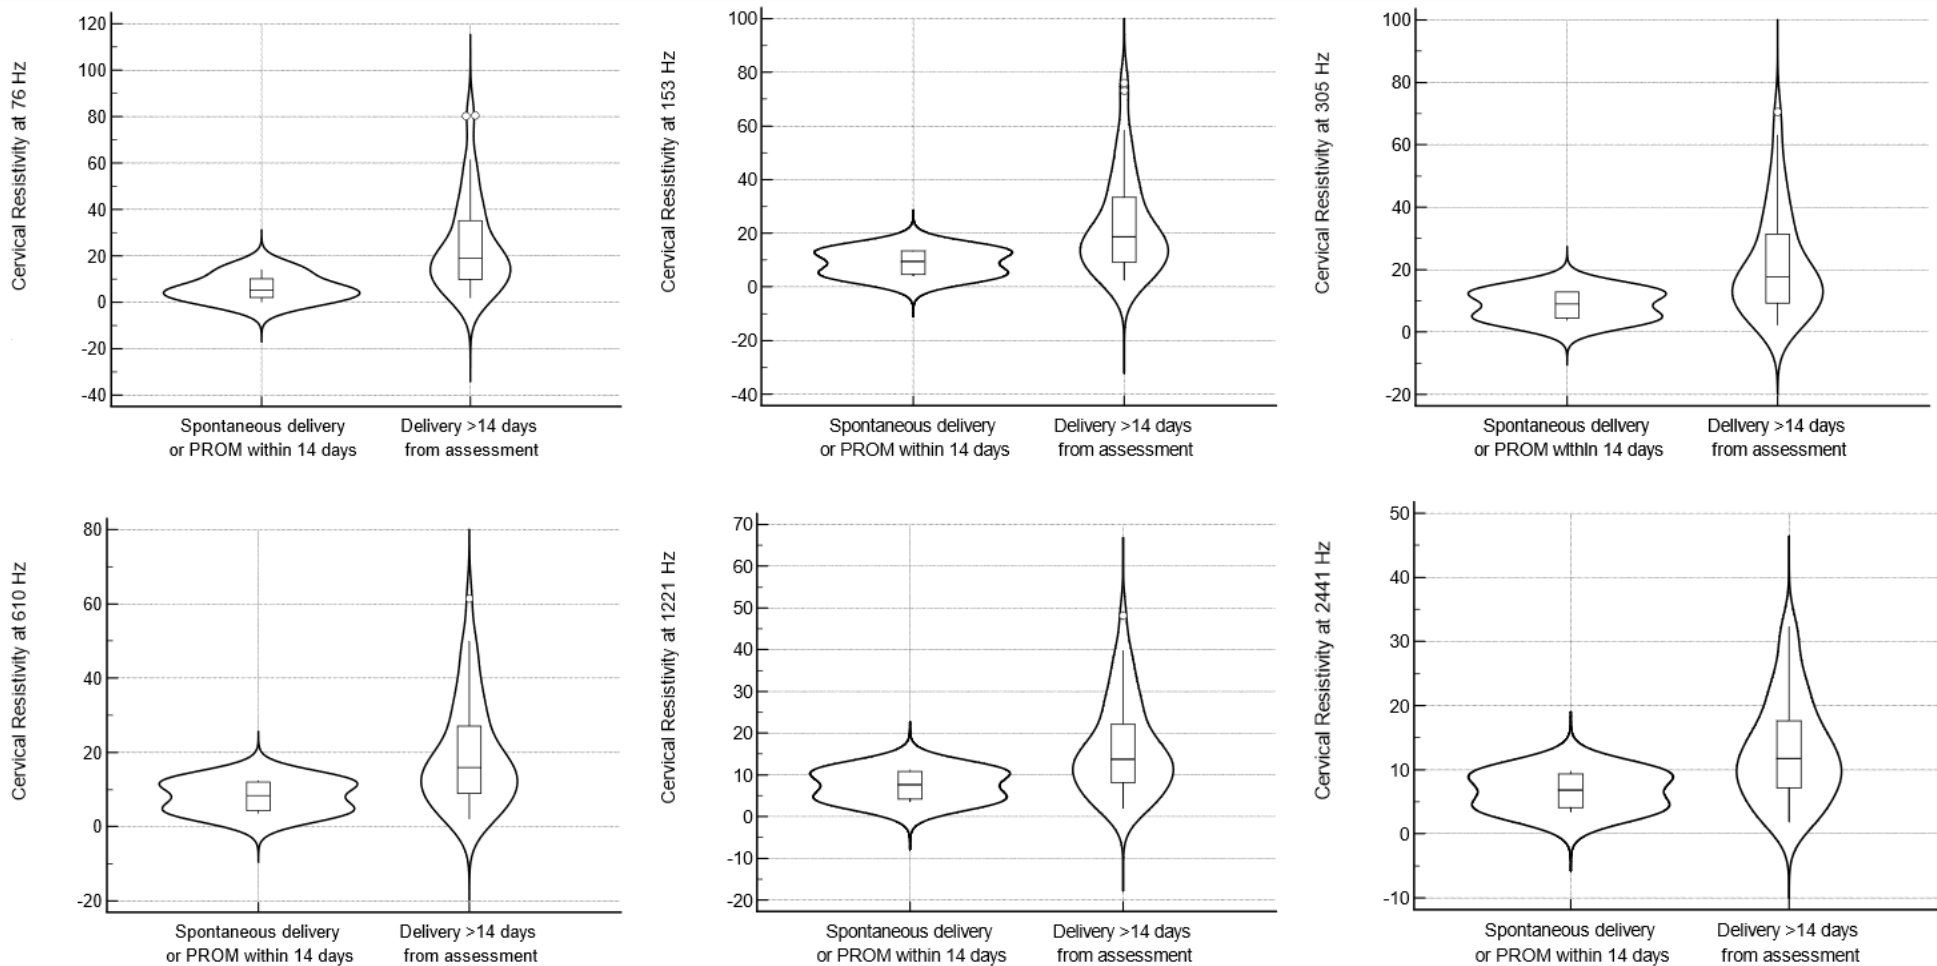 Cervical Resistivity at 76 Hz
120
100
80
60
40
20
0
-20
-40
Spontaneous delivery
or PROM within 14 days
Delivery >14 days
from assessment
Cervical Resistivity at 153 Hz
100
80
60
40
20
0
-20
-40
Spontaneous delivery
or PROM within 14 days
Delivery >14 days
from assessment
Cervical Resistivity at 305 Hz
100
80
60
40
20
0
-20
Spontaneous delivery
or PROM within 14 days
Delivery >14 days
from assessment
Cervical Resistivity at 610 Hz
80
60
40
20
0
-20
Spontaneous delivery
or PROM within 14 days
Delivery >14 days
from assessment
Cervical Resistivity at 1221 Hz
70
60
50
40
30
20
10
0
-10
-20
Spontaneous delivery
or PROM within 14 days
Delivery >14 days
from assessment
Cervical Resistivity at 2441 Hz
50
40
30
20
10
0
-10
Spontaneous delivery
or PROM within 14 days
Delivery >14 days
from assessment